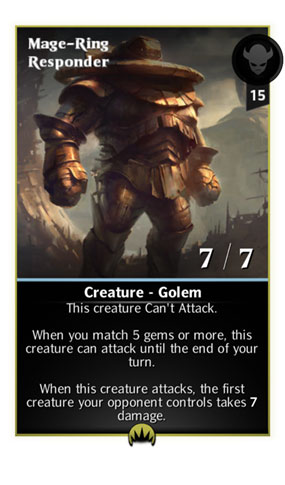 Mage-Ring
Responder
15
7 / 7
Creature - Golem
This creature Can't Attack.
When you match 5 gems or more, this
creature can attack until the end of your
turn.
When this creature attacks, the first
creature your opponent controls takes 7
damage.